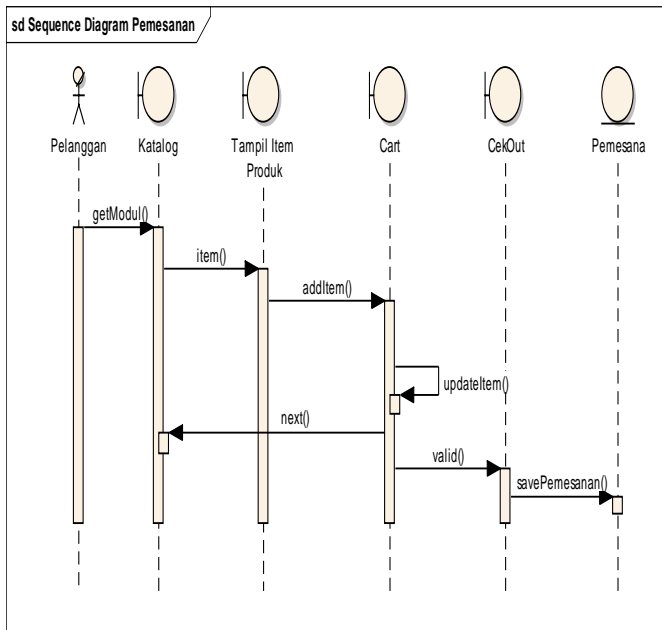 sd Sequence Diagram Pemesanan
Pelanggan
Katalog
Tampil Item
Produk
Cart
CekOut
Pemesana
getModul()
item()
addItem()
updateItem()
next()
valid()
savePemesanan()